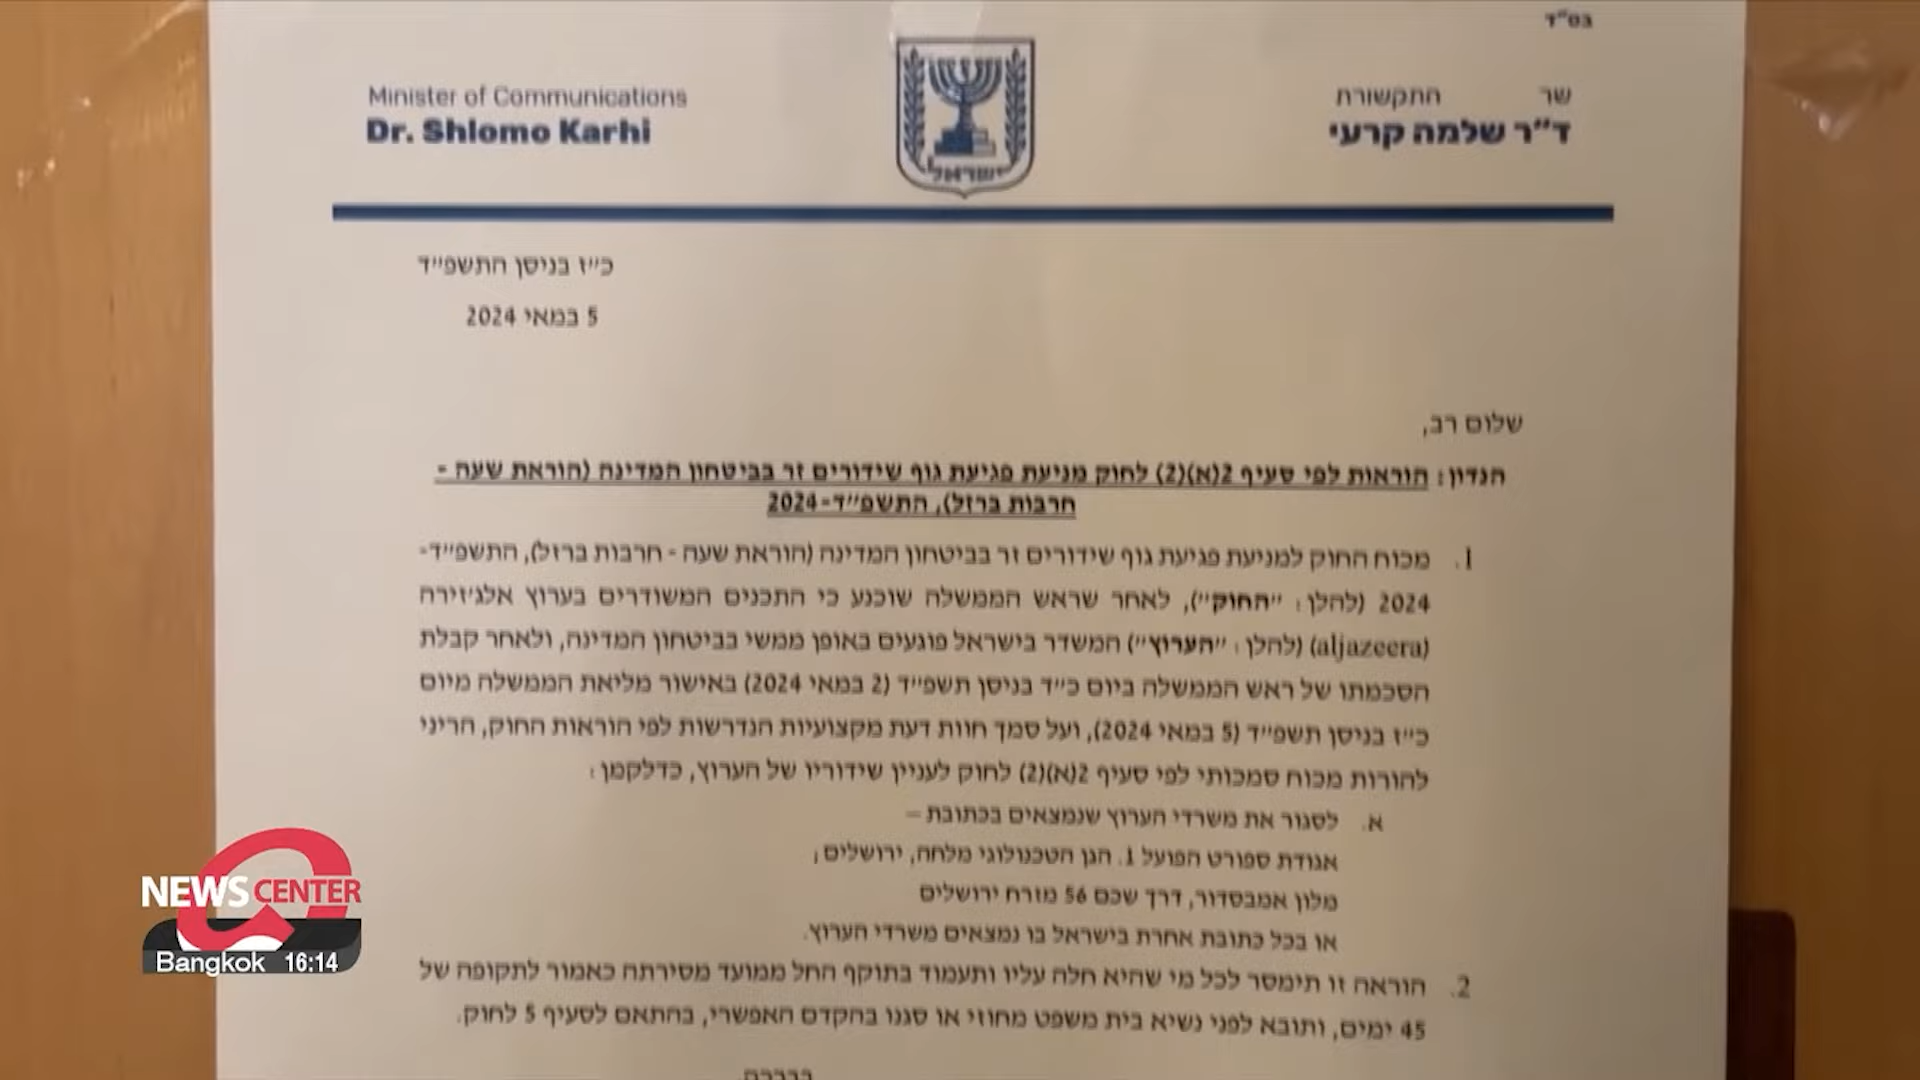 בס״ד
שר התקשורת
ד״ר שלמה קרעי
Minister of Communications
Dr. Shlomo Karhi
ישראל
כ״ז בניסן התשפ״ד
5 במאי 2024
שלום רב,
הנדון: הוראות לפי סעיף 2(א)(2) לחוק מניעת פגיעת גוף שידורים זר בביטחון המדינה (הוראת שעה -
חרבות ברזל), התשפ״ד-2024
1. מכוח החוק למניעת פגיעת גוף שידורים זר בביטחון המדינה (הוראת שעה - חרבות ברזל), התשפ״ד-
2024 (להלן: ״החוק״), לאחר שראש הממשלה שוכנע כי התכנים המשודרים בערוץ אלג׳זירה
(aljazeera) (להלן: ״הערוץ״) המשדר בישראל פוגעים באופן ממשי בביטחון המדינה, ולאחר קבלת
הסכמתו של ראש הממשלה ביום כ״ד בניסן תשפ״ד (2 במאי 2024) באישור מליאת הממשלה מיום
כ״ז בניסן תשפ״ד (5 במאי 2024), ועל סמך חוות דעת מקצועיות הנדרשות לפי הוראות החוק, הריני
להורות מכוח סמכותי לפי סעיף 2(א)(2) לחוק לעניין שידוריו של הערוץ, כדלקמן:
א. לסגור את משרדי הערוץ שנמצאים בכתובת –
אגודת ספורט הפועל 1. הגן הטכנולוגי מלחה, ירושלים;
מלון אמבסדור, דרך שכם 56 מזרח ירושלים
או בכל כתובת אחרת בישראל בו נמצאים משרדי הערוץ.
2. הוראה זו תימסר לכל מי שהיא חלה עליו ותעמוד בתוקף החל ממועד מסירתה כאמור לתקופה של
45 ימים, ותובא לפני נשיא בית משפט מחוזי או סגנו בהקדם האפשרי, בהתאם לסעיף 5 לחוק.
NEWS CENTER
Bangkok 16:14